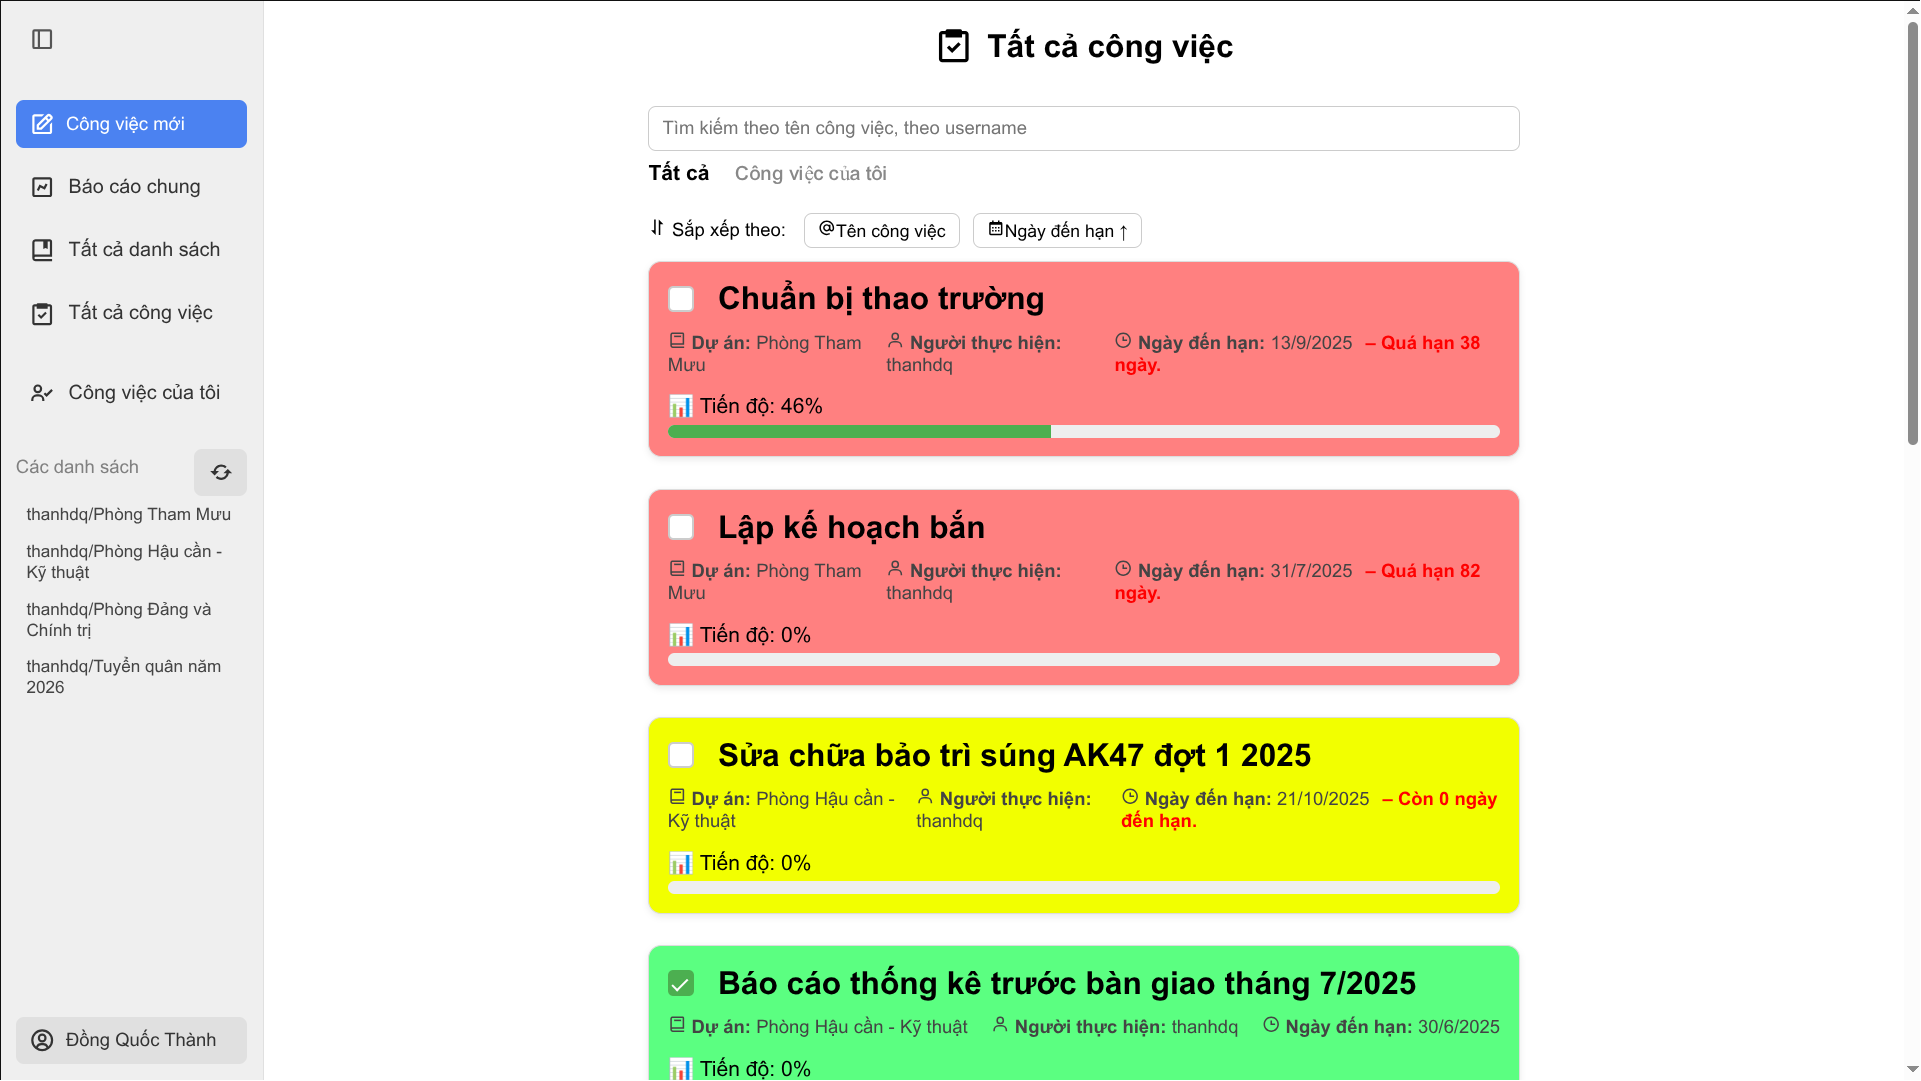 Công việc mới
Báo cáo chung
Tất cả danh sách
Tất cả công việc
Công việc của tôi
Các danh sách
thanhdq/Phòng Tham Mưu
thanhdq/Phòng Hậu cần -
Kỹ thuật
thanhdq/Phòng Đảng và
Chính trị
thanhdq/Tuyển quân năm
2026
Đồng Quốc Thành
Tất cả công việc
Tìm kiếm theo tên công việc, theo username
Tất cả Công việc của tôi
Sắp xếp theo: Tên công việc Ngày đến hạn ↑
Chuẩn bị thao trường
Dự án: Phòng Tham Người thực hiện: Ngày đến hạn: 13/9/2025 – Quá hạn 38
Mưu thanhdq ngày.
Tiến độ: 46%
Lập kế hoạch bắn
Dự án: Phòng Tham Người thực hiện: Ngày đến hạn: 31/7/2025 – Quá hạn 82
Mưu thanhdq ngày.
Tiến độ: 0%
Sửa chữa bảo trì súng AK47 đợt 1 2025
Dự án: Phòng Hậu cần - Người thực hiện: Ngày đến hạn: 21/10/2025 – Còn 0 ngày
Kỹ thuật thanhdq đến hạn.
Tiến độ: 0%
Báo cáo thống kê trước bàn giao tháng 7/2025
Dự án: Phòng Hậu cần - Kỹ thuật Người thực hiện: thanhdq Ngày đến hạn: 30/6/2025
Tiến độ: 0%